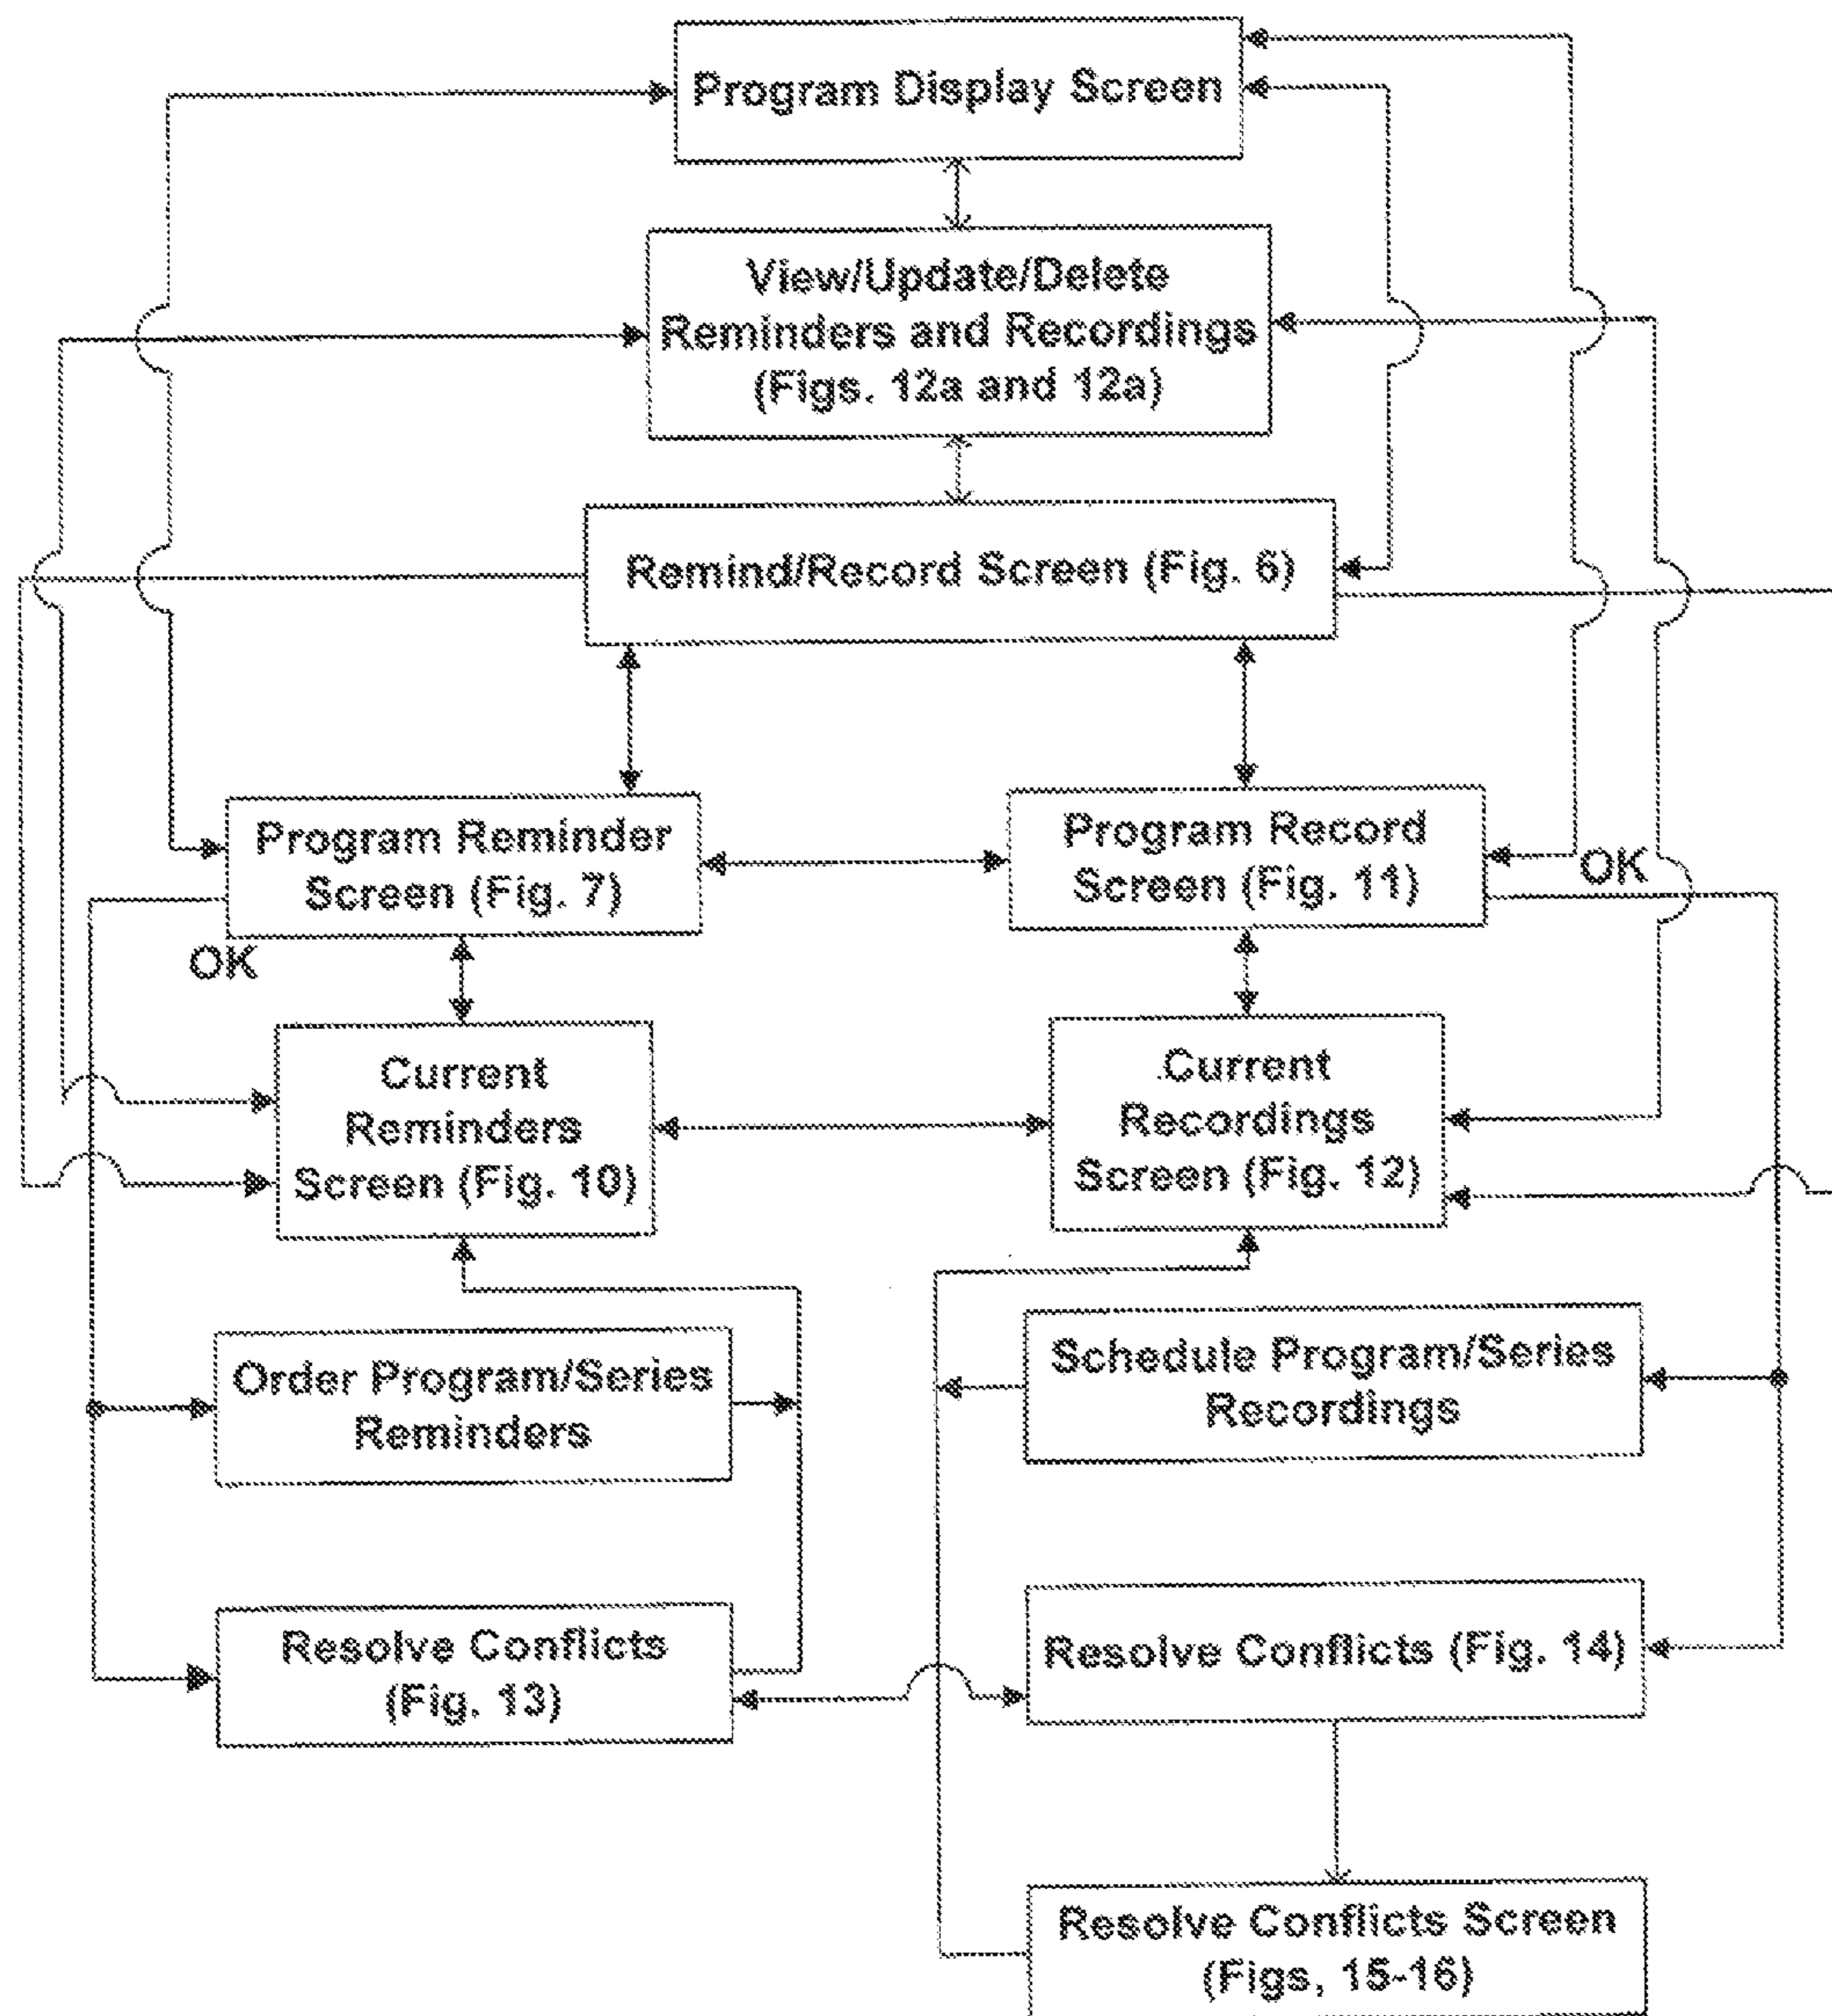 Program Display Screen
View/Update/Delete
Reminders and Recordings
(Figs. 12a and 12a)
Remind/Record Screen (Fig. 6)
Program Reminder
Screen (Fig. 7)
Program Record
Screen (Fig. 11)
OK
OK
Current
Reminders
Screen (Fig. 10)
Current
Recordings
Screen (Fig. 12)
Order Program/Series
Reminders
Schedule Program/Series
Recordings
Resolve Conflicts
(Fig. 13)
Resolve Conflicts (Fig. 14)
Resolve Conflicts Screen
(Figs, 15-16)